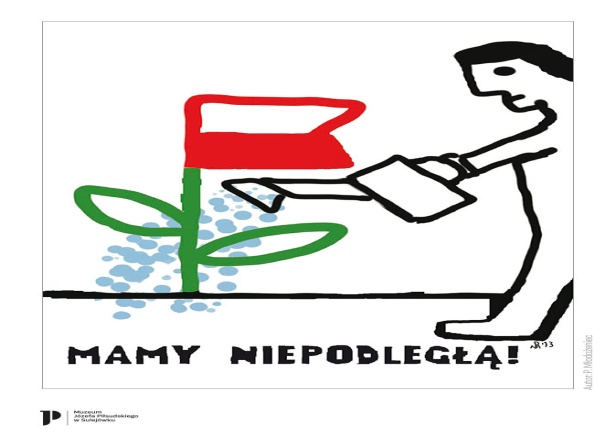 MAMY NIEPODLEGŁĄ!
Autor P. Młodożeniec
Muzeum
Józefa Piłsudskiego
w Sulejówku